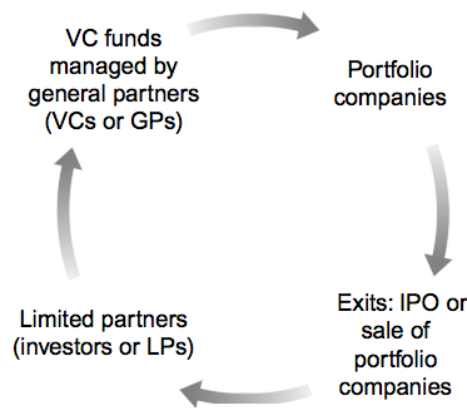 VC funds
managed by
general partners
(VCs or GPs)
Portfolio
companies
Exits: IPO or
sale of
portfolio
companies
Limited partners
(investors or LPs)